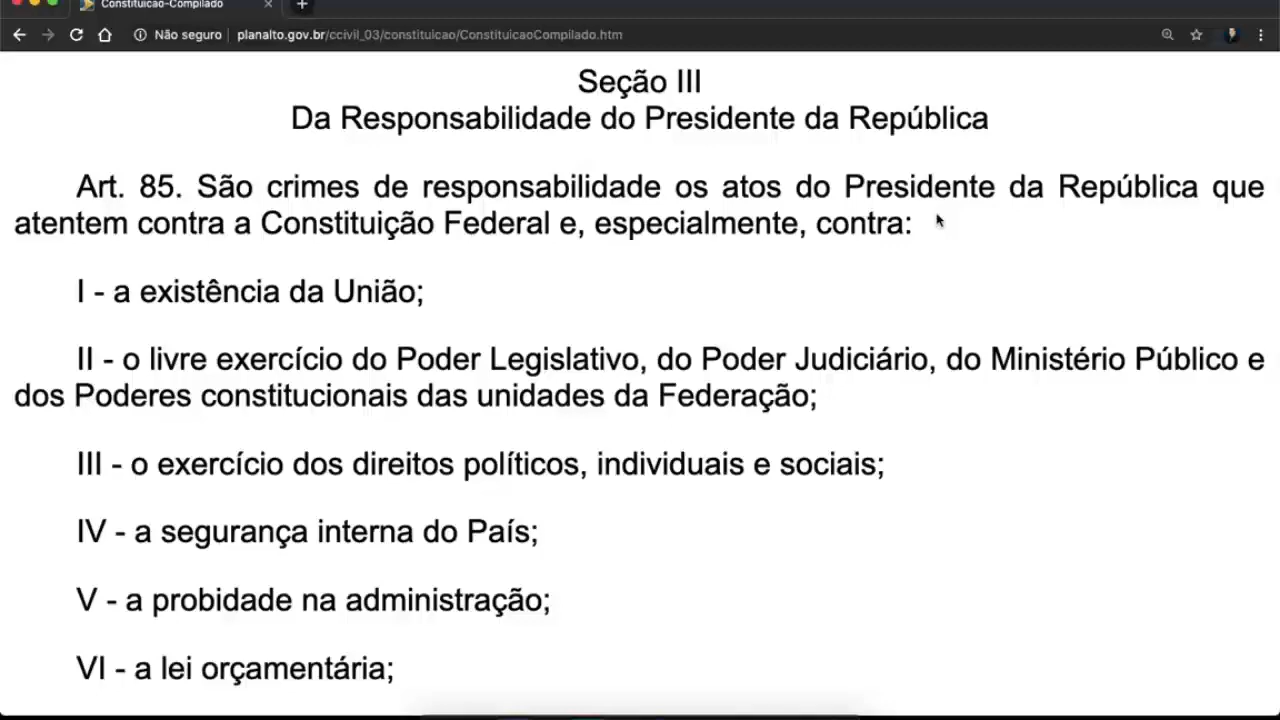 Constituicao-Compilado
Não seguro planalto.gov.br/ccivil_03/constituicao/ConstituicaoCompilado.htm
Seção III
Da Responsabilidade do Presidente da República
Art. 85. São crimes de responsabilidade os atos do Presidente da República que
atentem contra a Constituição Federal e, especialmente, contra:
I - a existência da União;
II - o livre exercício do Poder Legislativo, do Poder Judiciário, do Ministério Público e
dos Poderes constitucionais das unidades da Federação;
III - o exercício dos direitos políticos, individuais e sociais;
IV - a segurança interna do País;
V - a probidade na administração;
VI - a lei orçamentária;